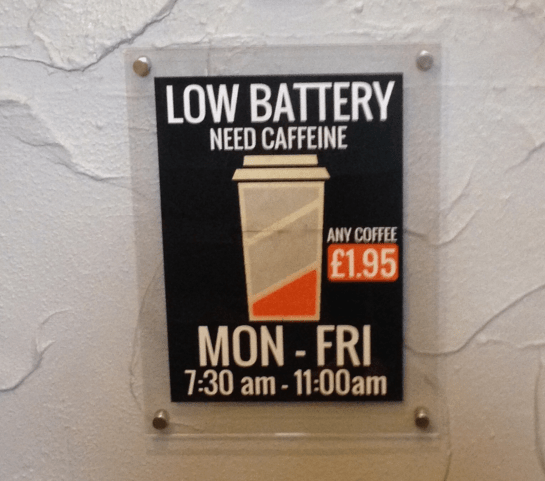 LOW BATTERY
NEED CAFFEINE
ANY COFFEE
£1.95
MON - FRI
7:30 am - 11:00am